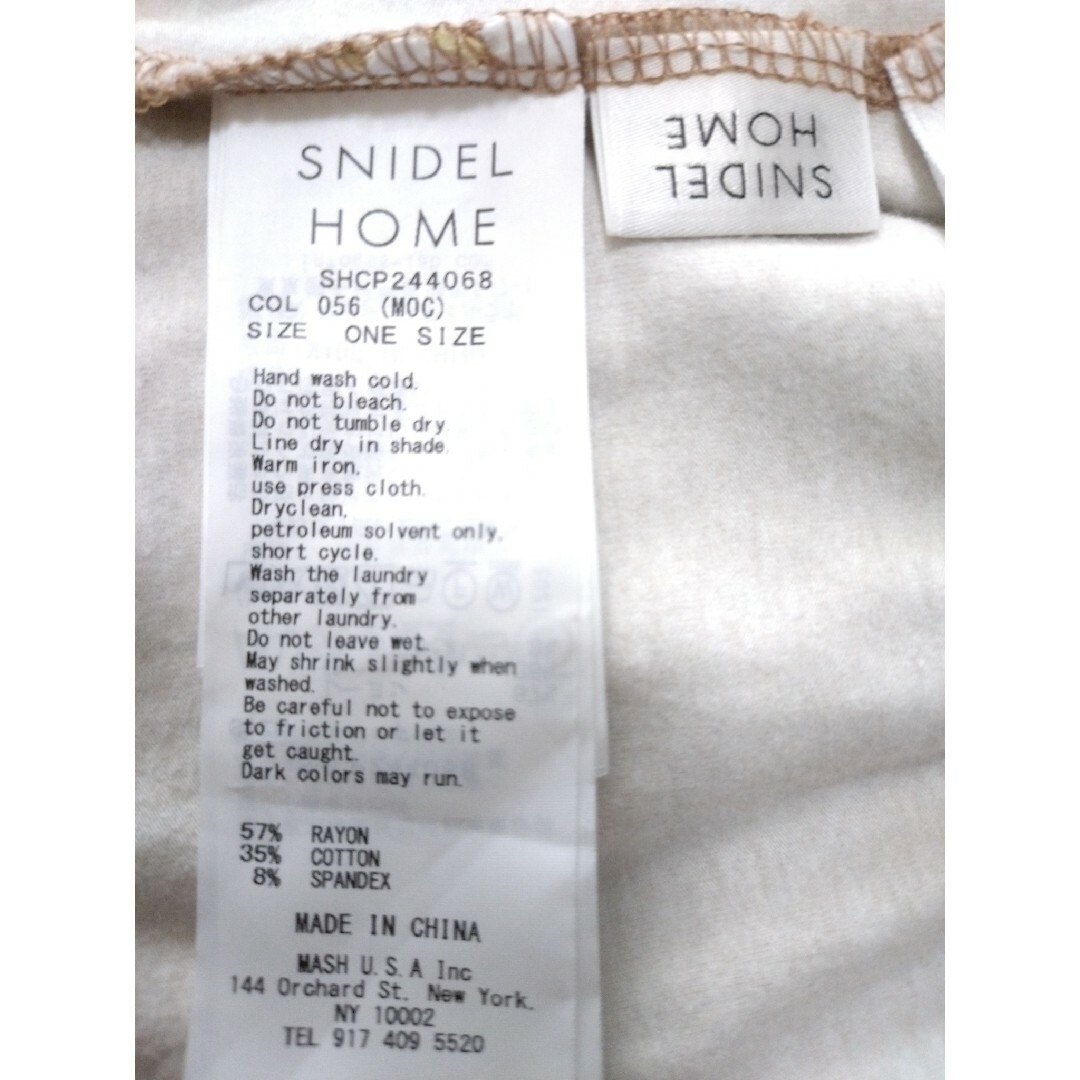 SNIDEL
HOME
SHCP244068
COL 056 (MOC)
SIZE ONE SIZE
Hand wash cold.
Do not bleach.
Do not tumble dry.
Line dry in shade.
Warm iron,
use press cloth.
Dryclean,
petroleum solvent only,
short cycle.
Wash the laundry
separately from
other laundry.
Do not leave wet.
May shrink slightly when
washed.
Be careful not to expose
to friction or let it
get caught.
Dark colors may run.
57% RAYON
35% COTTON
8% SPANDEX
MADE IN CHINA
MASH U.S.A Inc
144 Orchard St. New York.
NY 10002
TEL 917 409 5520
SNIDEL
HOME